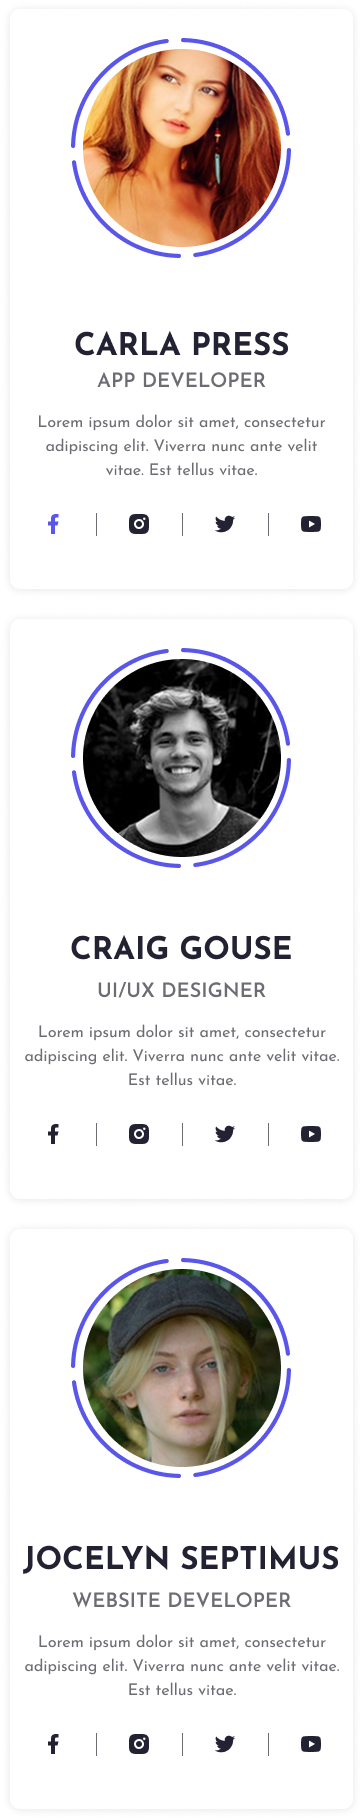 CARLA PRESS
APP DEVELOPER
Lorem ipsum dolor sit amet, consectetur
adipiscing elit. Viverra nunc ante velit
vitae. Est tellus vitae.
CRAIG GOUSE
UI/UX DESIGNER
Lorem ipsum dolor sit amet, consectetur
adipiscing elit. Viverra nunc ante velit vitae.
Est tellus vitae.
JOCELYN SEPTIMUS
WEBSITE DEVELOPER
Lorem ipsum dolor sit amet, consectetur
adipiscing elit. Viverra nunc ante velit vitae.
Est tellus vitae.